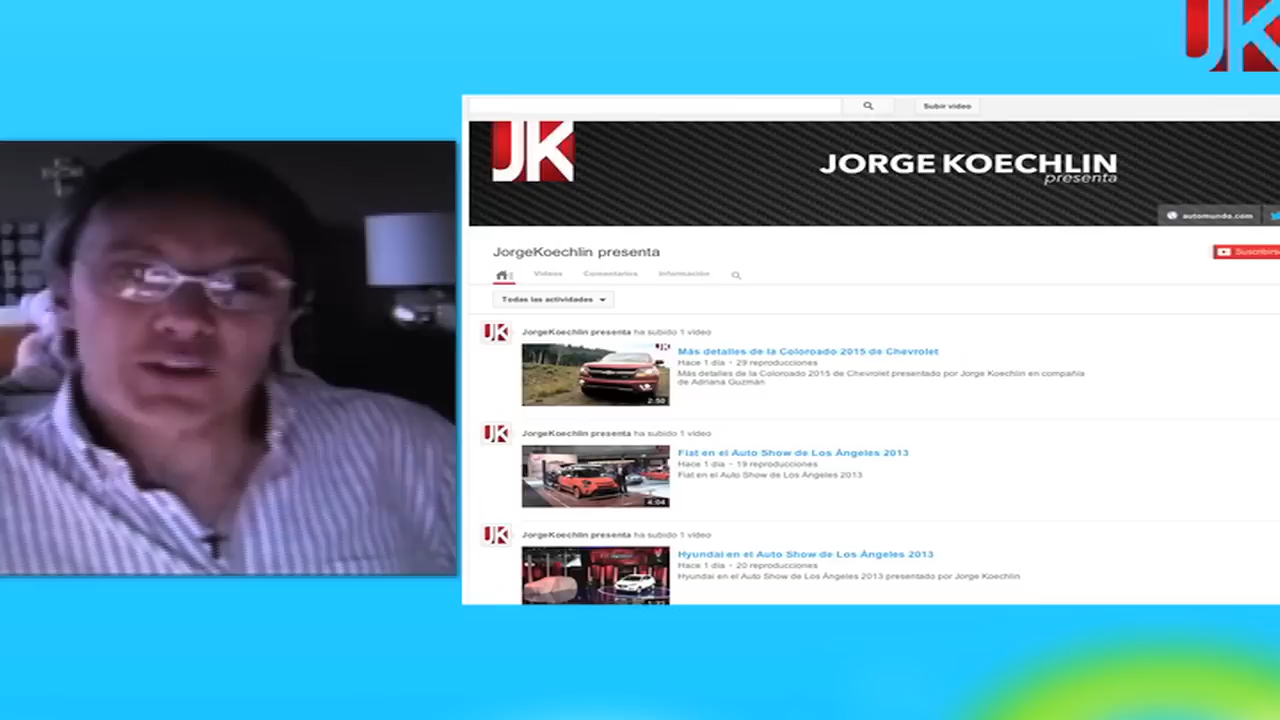 JK
Subir video
JK
JORGE KOECHLIN
presenta
automundo.com
JorgeKoechlin presenta
Suscribirs
Videos Comentarios Información
Todas las actividades
JK
JorgeKoechlin presenta ha subido 1 video
Más detalles de la Coloroado 2015 de Chevrolet
Hace 1 día · 29 reproducciones
Más detalles de la Coloroado 2015 de Chevrolet presentado por Jorge Koechlin en compañía
de Adriana Guzmán
JK
2:50
JK
JorgeKoechlin presenta ha subido 1 video
Fiat en el Auto Show de Los Ángeles 2013
Hace 1 día · 19 reproducciones
Fiat en el Auto Show de Los Ángeles 2013
4:04
JK
JorgeKoechlin presenta ha subido 1 video
Hyundai en el Auto Show de Los Ángeles 2013
Hace 1 día · 20 reproducciones
Hyundai en el Auto Show de Los Ángeles 2013 presentado por Jorge Koechlin